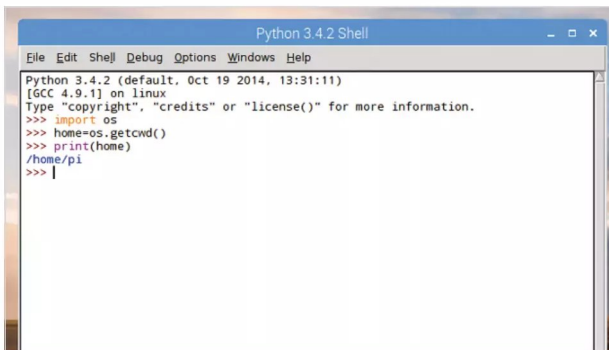 Python 3.4.2 Shell
File Edit Shell Debug Options Windows Help
Python 3.4.2 (default, Oct 19 2014, 13:31:11)
[GCC 4.9.1] on linux
Type "copyright", "credits" or "license()" for more information.
>>> import os
>>> home=os.getcwd()
>>> print(home)
/home/pi
>>>